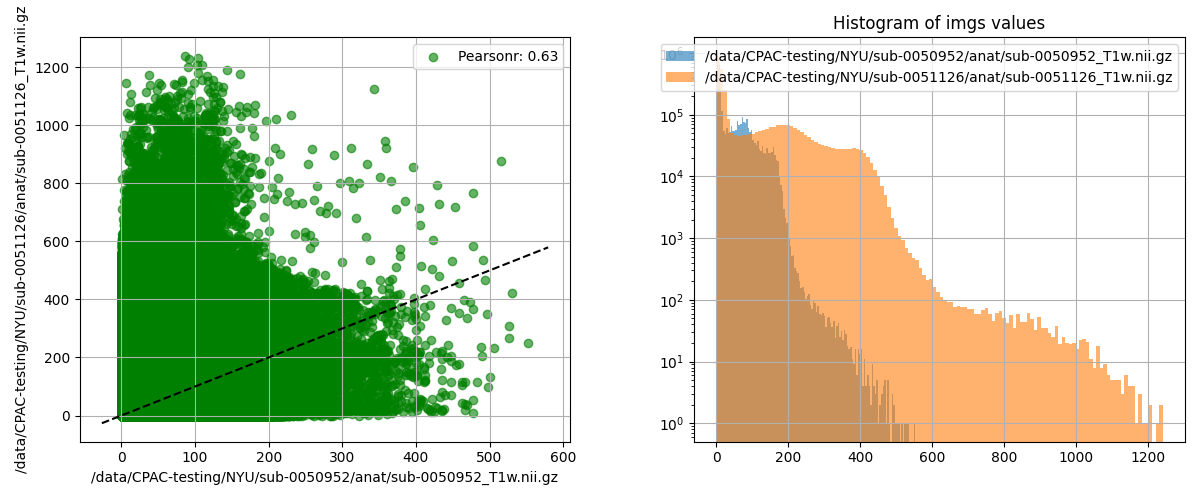 /data/CPAC-testing/NYU/sub-0051126/anat/sub-0051126_T1w.nii.gz
1200
1000
800
600
400
200
0
Pearsonr: 0.63
0 100 200 300 400 500 600
/data/CPAC-testing/NYU/sub-0050952/anat/sub-0050952_T1w.nii.gz
Histogram of imgs values
/data/CPAC-testing/NYU/sub-0050952/anat/sub-0050952_T1w.nii.gz
/data/CPAC-testing/NYU/sub-0051126/anat/sub-0051126_T1w.nii.gz
10⁶
10⁵
10⁴
10³
10²
10¹
10⁰
0 200 400 600 800 1000 1200